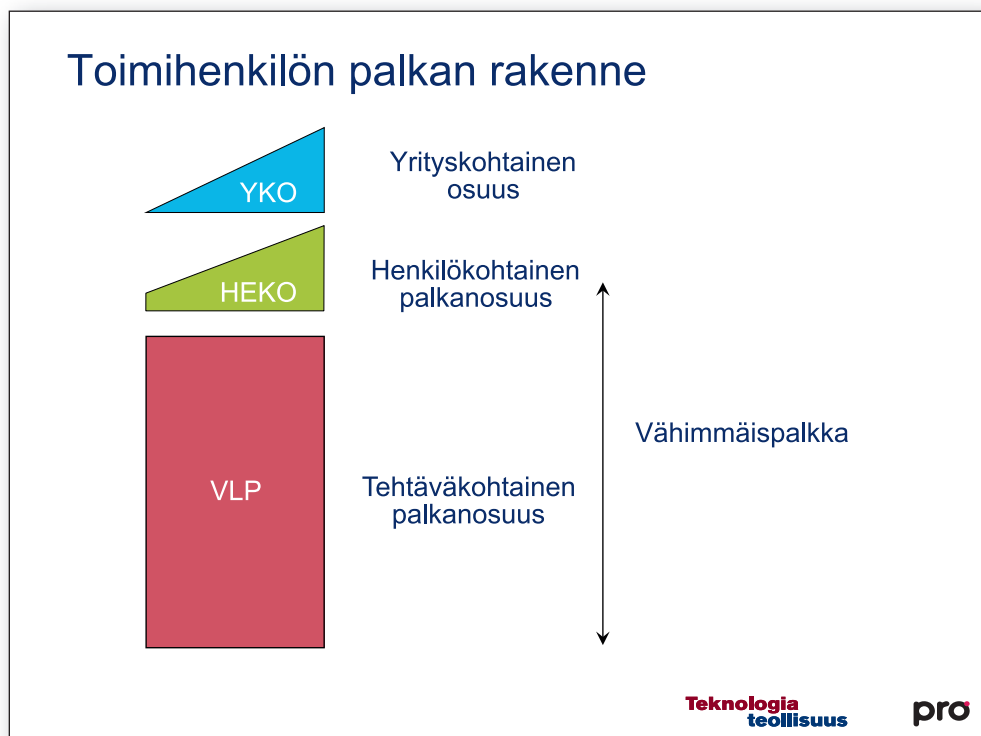 Toimihenkilön palkan rakenne
YKO
Yrityskohtainen
osuus
HEKO
Henkilökohtainen
palkanosuus
VLP
Tehtäväkohtainen
palkanosuus
Vähimmäispalkka
Teknologia
teollisuus
pro